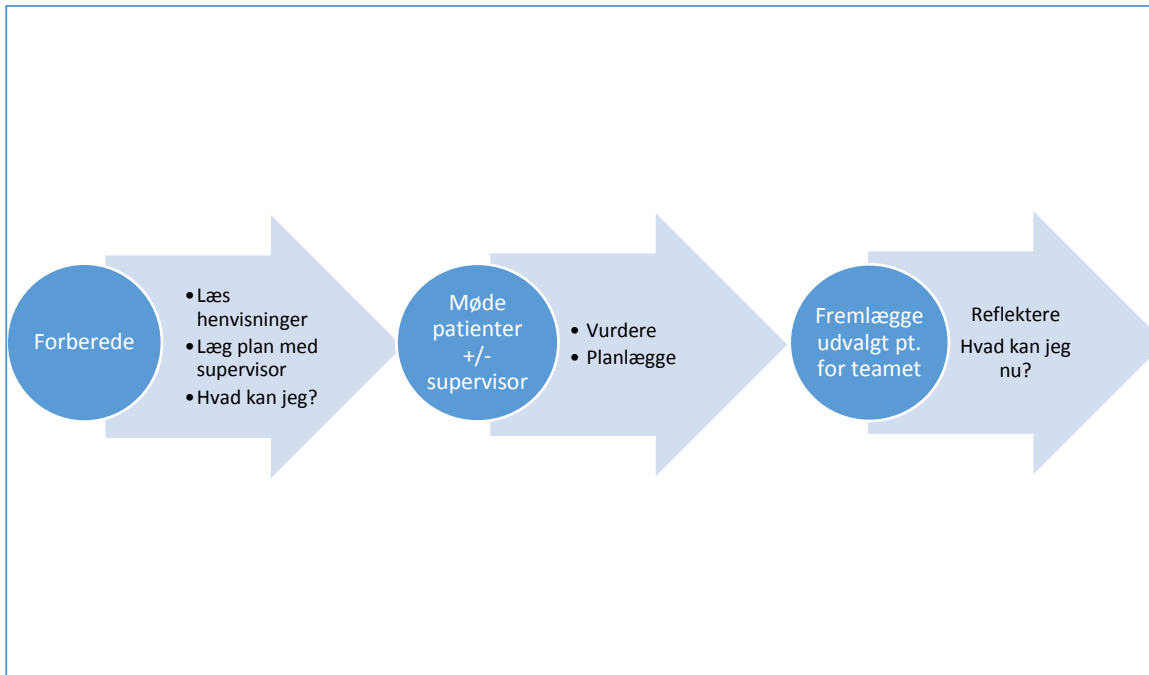 Forberede
•Læs
henvisninger
•Læg plan med
supervisor
•Hvad kan jeg?
Møde
patienter
+/-
supervisor
• Vurdere
• Planlægge
Fremlægge
udvalgt pt.
for teamet
Reflektere
Hvad kan jeg
nu?